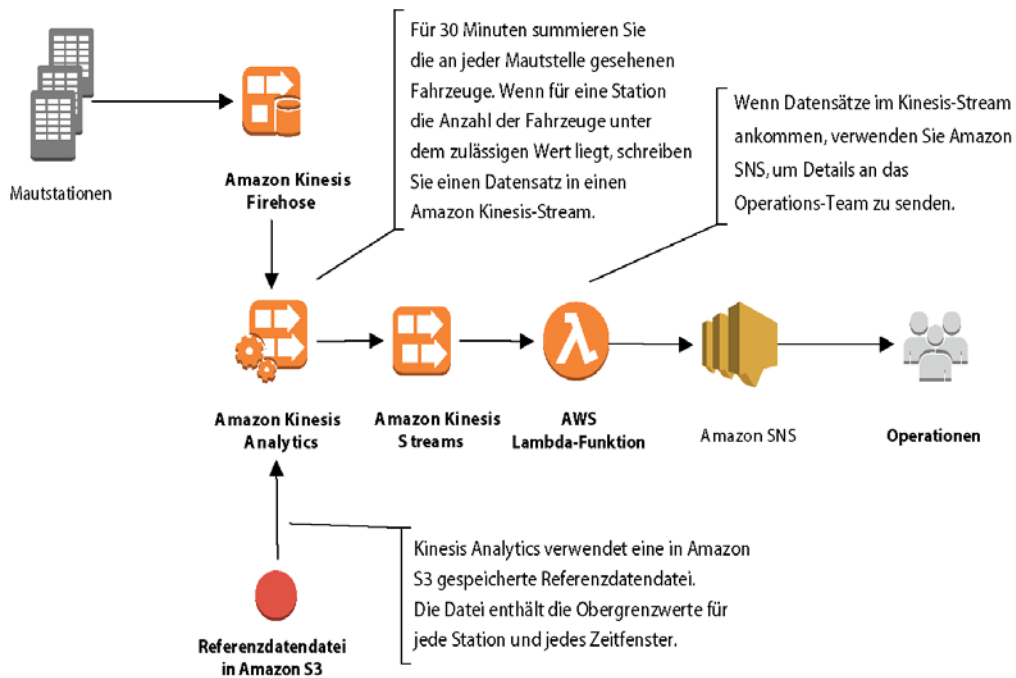 Für 30 Minuten summieren Sie
die an jeder Mautstelle gesehenen
Fahrzeuge. Wenn für eine Station
die Anzahl der Fahrzeuge unter
dem zulässigen Wert liegt, schreiben
Sie einen Datensatz in einen
Amazon Kinesis-Stream.
Wenn Datensätze im Kinesis-Stream
ankommen, verwenden Sie Amazon
SNS, um Details an das
Operations-Team zu senden.
Mautstationen
Amazon Kinesis
Firehose
Amazon Kinesis
Analytics
Amazon Kinesis
Streams
AWS
Lambda-Funktion
Amazon SNS
Operationen
Kinesis Analytics verwendet eine in Amazon
S3 gespeicherte Referenzdatendatei.
Die Datei enthält die Obergrenzwerte für
jede Station und jedes Zeitfenster.
Referenzdatendatei
in Amazon S3